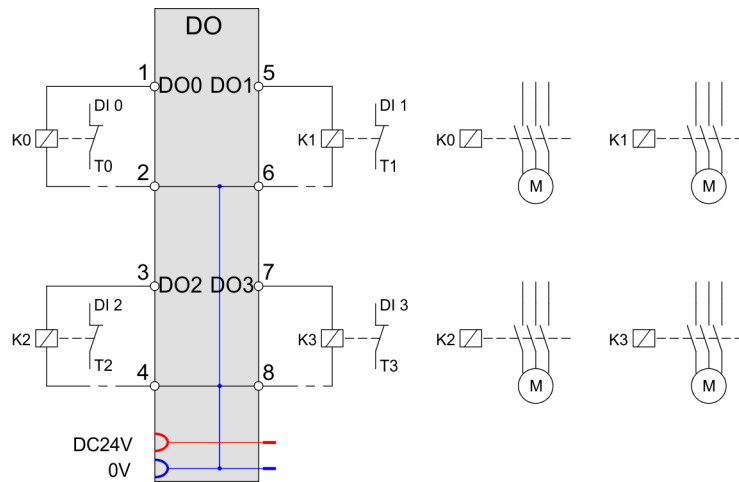 DO
1 DO0 DO1 5
DI 0 DI 1
K0 K1 K0 K1
T0 T1
2 6
M M
3 DO2 DO3 7
DI 2 DI 3
K2 K3 K2 K3
T2 T3
4 8
M M
DC24V
0V